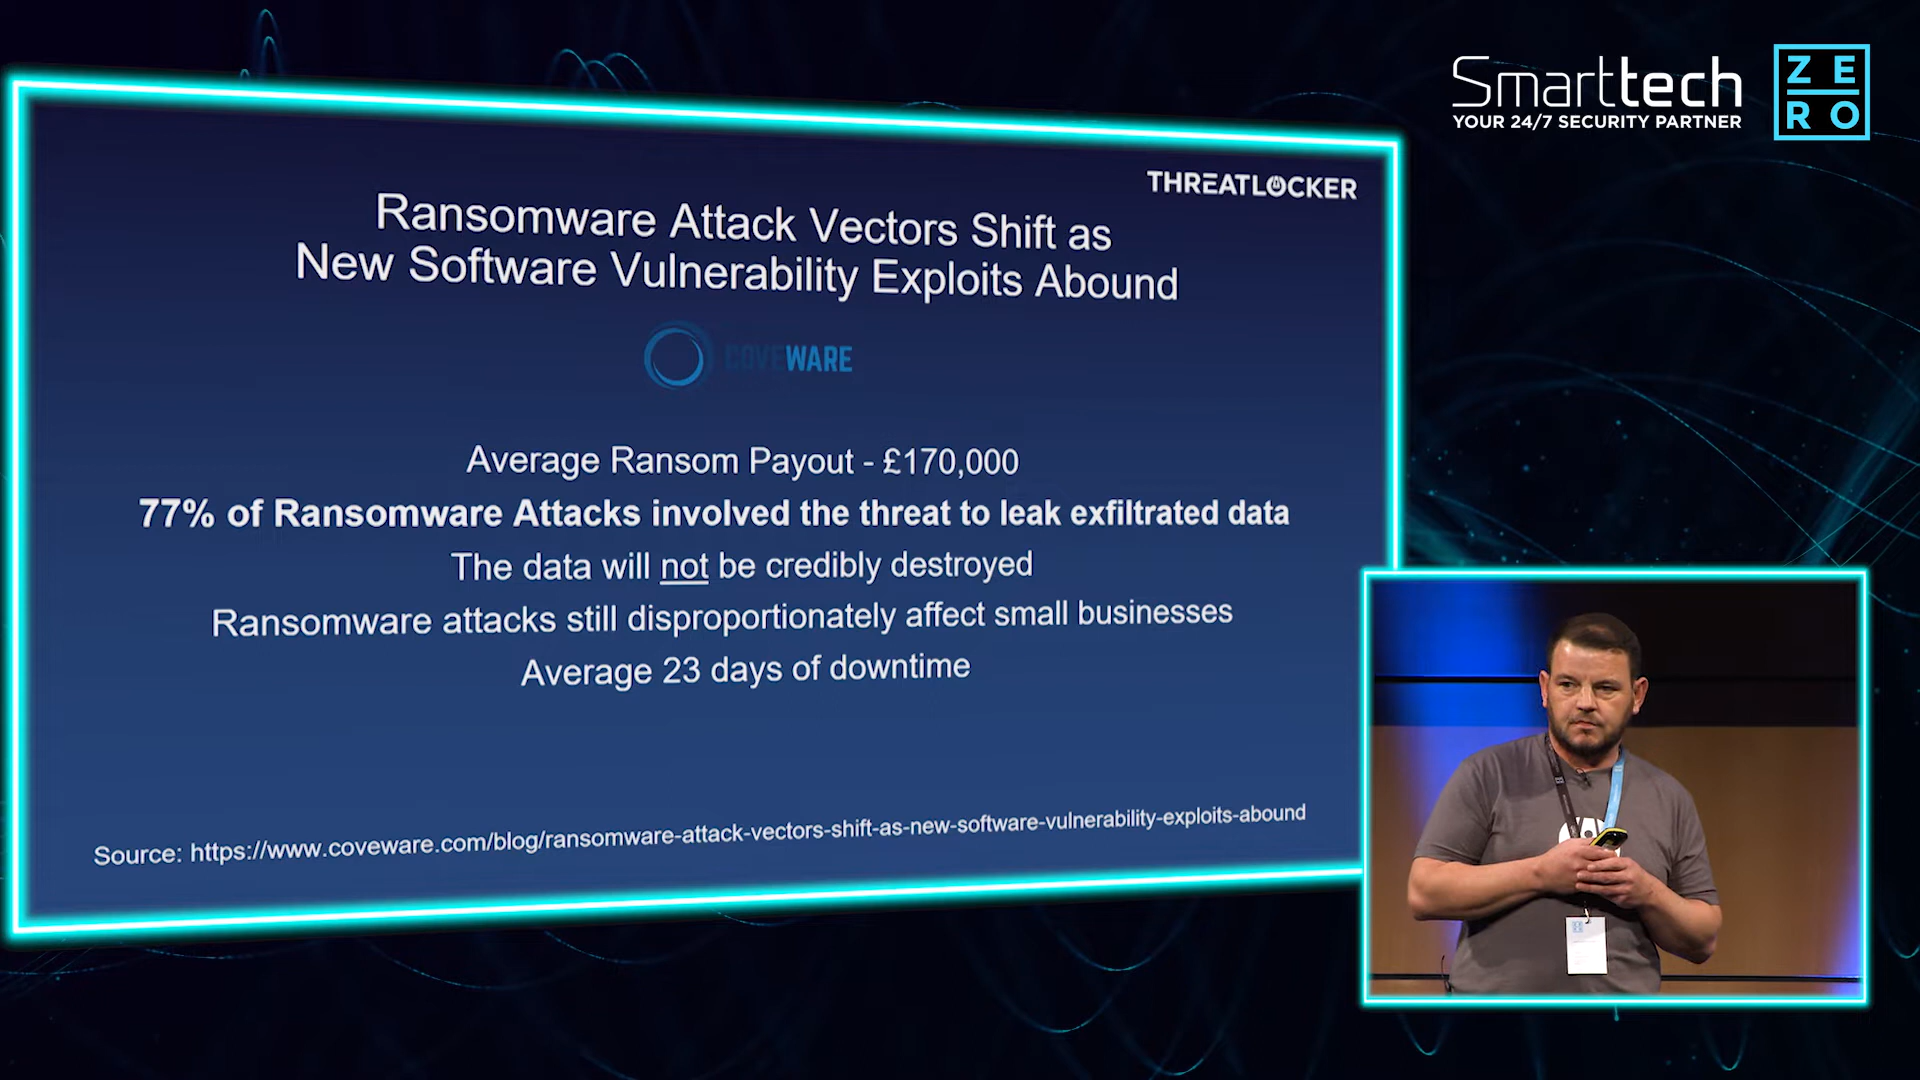 Smarttech
YOUR 24/7 SECURITY PARTNER
ZE
RO
THREATLOCKER
Ransomware Attack Vectors Shift as
New Software Vulnerability Exploits Abound
COVEWARE
Average Ransom Payout - £170,000
77% of Ransomware Attacks involved the threat to leak exfiltrated data
The data will not be credibly destroyed
Ransomware attacks still disproportionately affect small businesses
Average 23 days of downtime
Source: https://www.coveware.com/blog/ransomware-attack-vectors-shift-as-new-software-vulnerability-exploits-abound